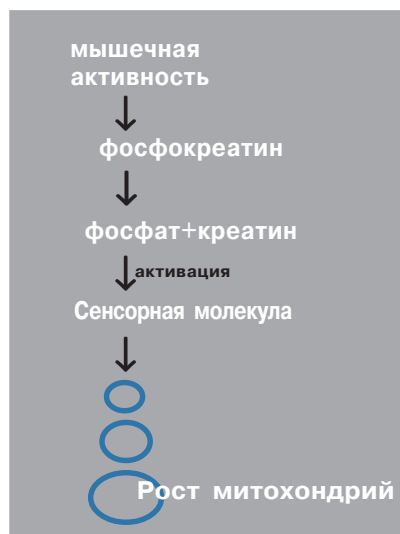 мышечная
активность
фосфокреатин
фосфат+креатин
активация
Сенсорная молекула
Рост митохондрий